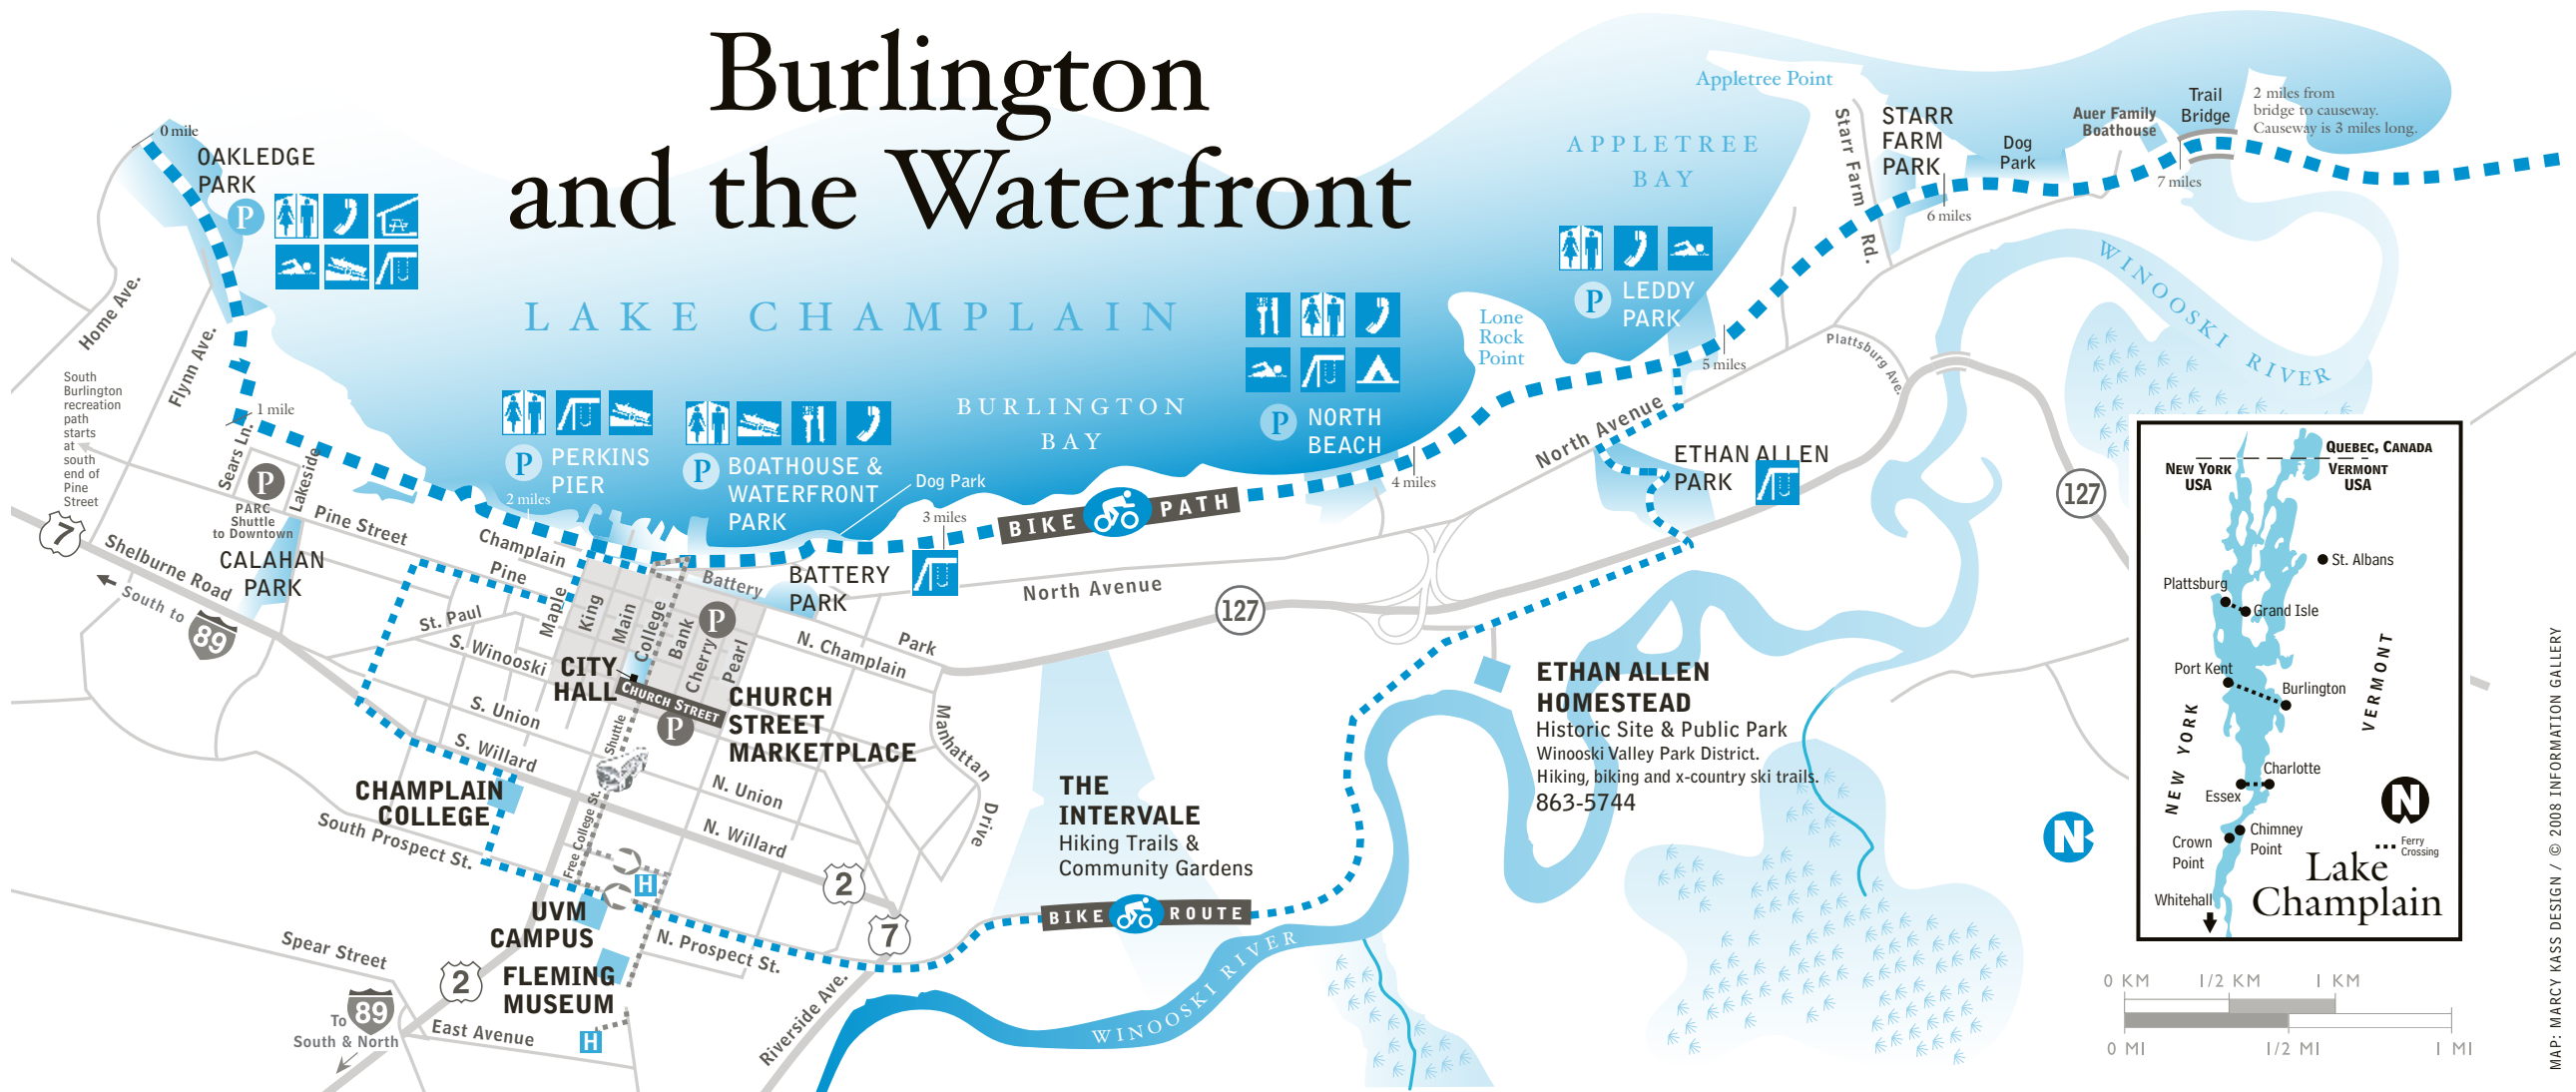 Burlington
and the Waterfront
0 mile
OAKLEDGE
PARK
P
Home Ave.
Flynn Ave.
South
Burlington
recreation
path
starts
at
south
end of
Pine
Street
1 mile
Sears Ln.
Lakeside
P
PARC
Shuttle
to Downtown
CALAHAN
PARK
7
Shelburne Road
South to
89
Pine Street
LAKE CHAMPLAIN
P
PERKINS
PIER
2 miles
P
BOATHOUSE &
WATERFRONT
PARK
Dog Park
3 miles
BURLINGTON
BAY
P
NORTH
BEACH
4 miles
Lone
Rock
Point
P
LEDDY
PARK
5 miles
APPLETREE
BAY
Appletree Point
Starr Farm Rd.
STARR
FARM
PARK
6 miles
Dog
Park
Auer Family
Boathouse
Trail
Bridge
7 miles
2 miles from
bridge to causeway.
Causeway is 3 miles long.
WINOOSKI RIVER
Plattsburg Ave.
North Avenue
ETHAN ALLEN
PARK
127
BIKE PATH
Champlain
Pine
Maple
King
Main
College
Bank
Cherry
Pearl
P
Battery
BATTERY
PARK
North Avenue
127
St. Paul
S. Winooski
CITY
HALL
CHURCH STREET
P
CHURCH
STREET
MARKETPLACE
N. Champlain
Park
Manhattan Drive
S. Union
S. Willard
N. Union
N. Willard
Free College St. Shuttle
CHAMPLAIN
COLLEGE
South Prospect St.
H
2
7
UVM
CAMPUS
FLEMING
MUSEUM
H
N. Prospect St.
Spear Street
2
To
89
South & North
East Avenue
Riverside Ave.
THE
INTERVALE
Hiking Trails &
Community Gardens
BIKE ROUTE
WINOOSKI RIVER
ETHAN ALLEN
HOMESTEAD
Historic Site & Public Park
Winooski Valley Park District.
Hiking, biking and x-country ski trails.
863-5744
N
QUEBEC, CANADA
NEW YORK
USA
VERMONT
USA
St. Albans
Plattsburg
Grand Isle
Port Kent
Burlington
NEW YORK
VERMONT
Charlotte
Essex
N
Chimney
Point
Crown
Point
Ferry
Crossing
Whitehall
Lake
Champlain
0 KM 1/2 KM 1 KM
0 MI 1/2 MI 1 MI
MAP: MARCY KASS DESIGN / © 2008 INFORMATION GALLERY